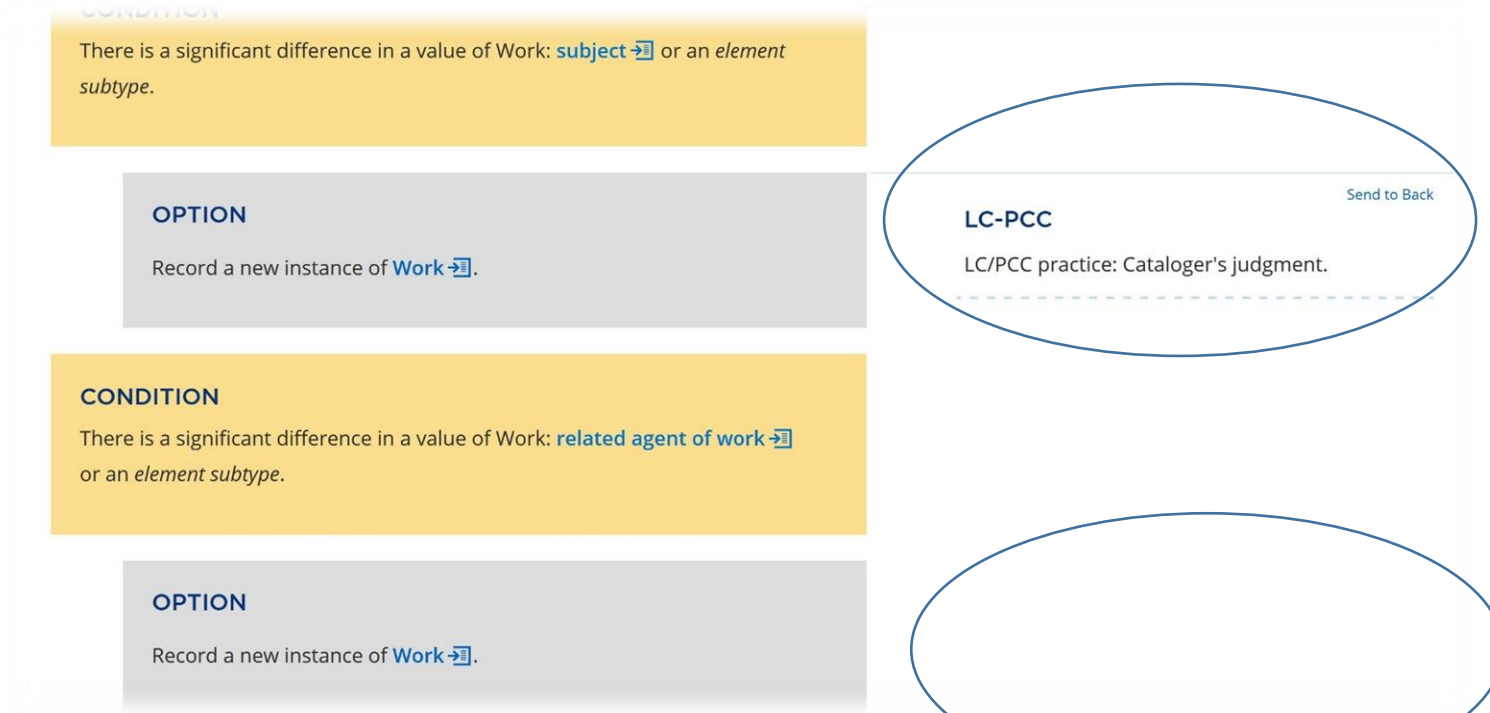 CONDITION
There is a significant difference in a value of Work: subject or an element
subtype.
OPTION
Record a new instance of Work.
Send to Back
LC-PCC
LC/PCC practice: Cataloger's judgment.
CONDITION
There is a significant difference in a value of Work: related agent of work
or an element subtype.
OPTION
Record a new instance of Work.